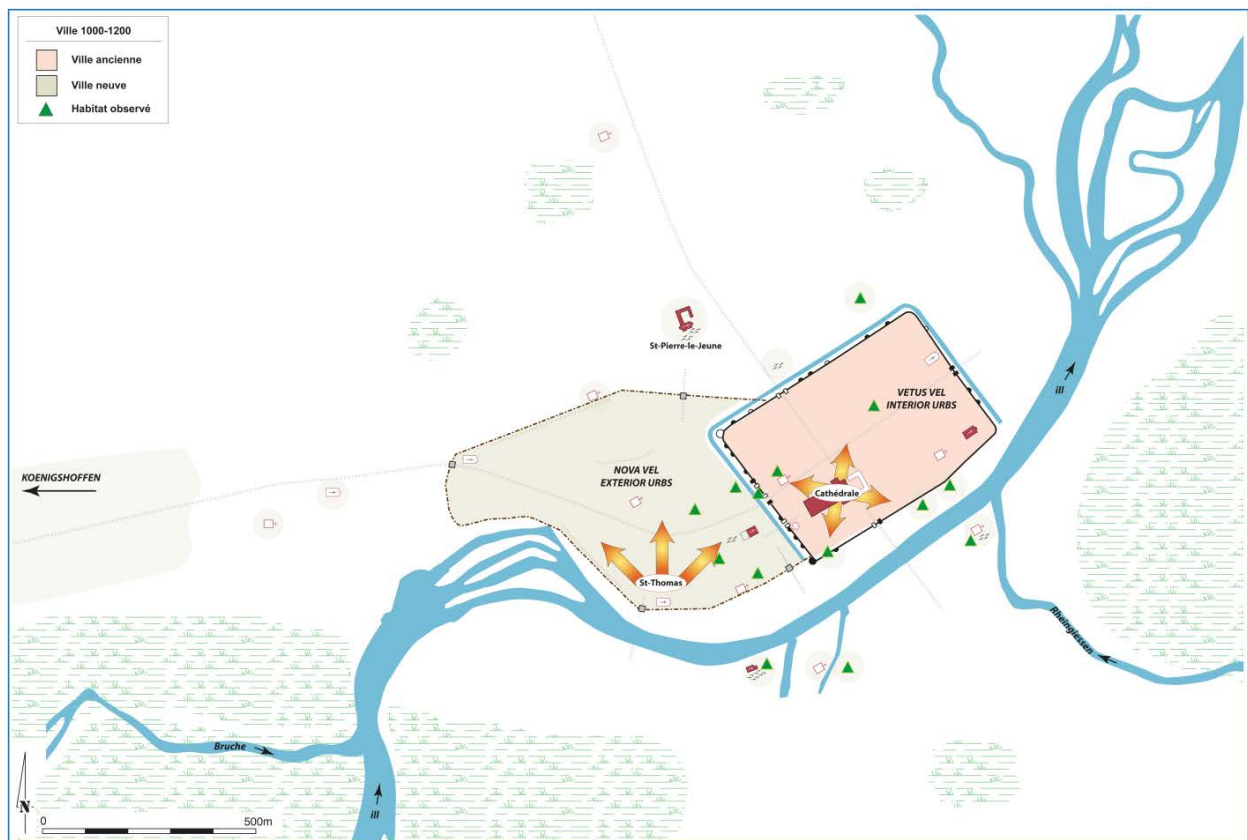 Ville 1000-1200
Ville ancienne
Ville neuve
Habitat observé
St-Pierre-le-Jeune
VETUS VEL
INTERIOR URBS
ill
KOENIGSHOFFEN
NOVA VEL
EXTERIOR URBS
Cathédrale
St-Thomas
Rheingiessen
Bruche
ill
N
0
500m